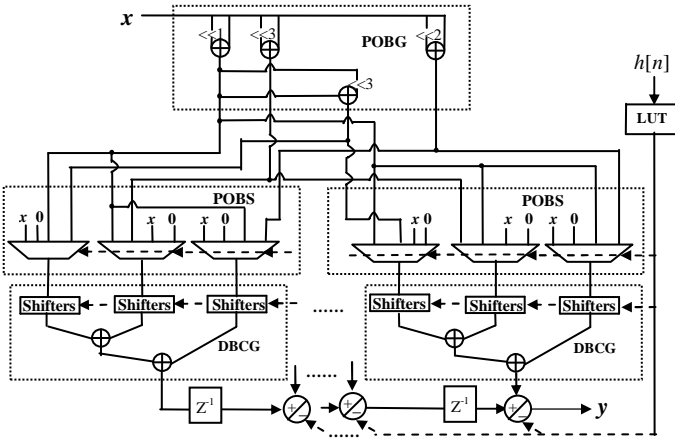 x
<<1
<<3
<<2
POBG
<<3
h[n]
LUT
POBS
POBS
x 0
x 0
x 0
x 0
x 0
x 0
Shifters
Shifters
Shifters
......
Shifters
Shifters
Shifters
DBCG
DBCG
......
Z-1
+ −
+ −
Z-1
+ −
y
......